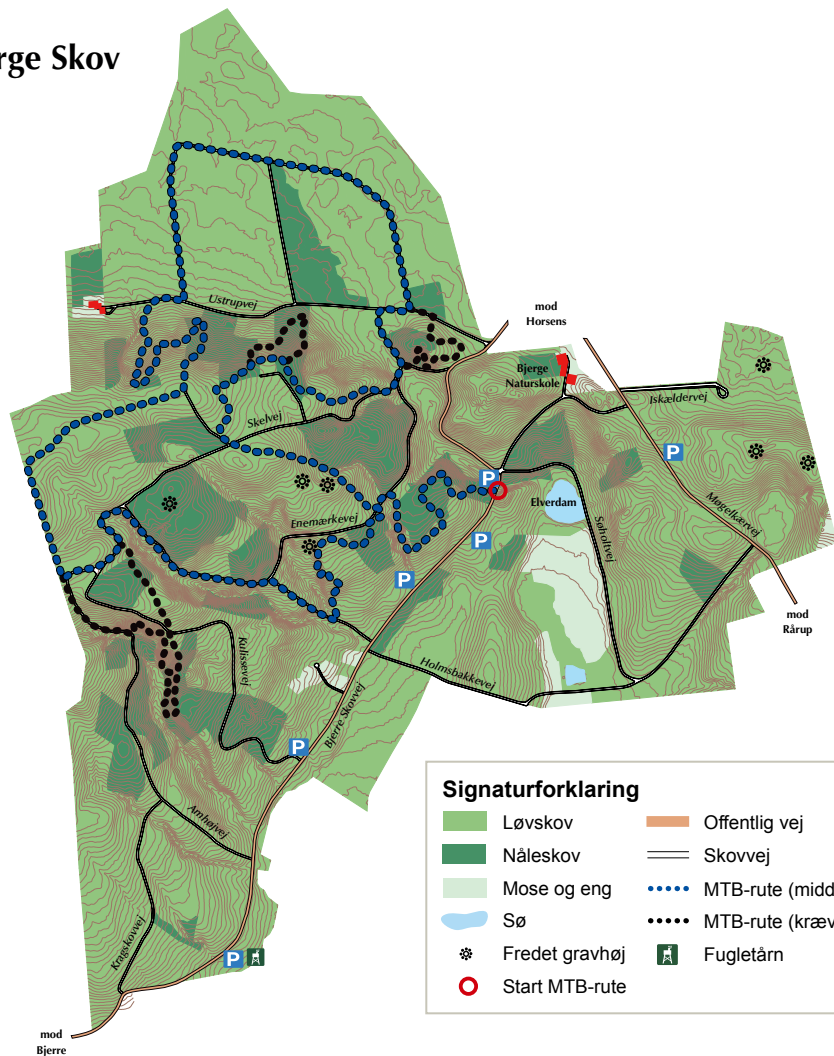 rge Skov
mod
Horsens
Ustrupvej
Bjerge
Naturskole
Iskældervej
Skelvej
P
P
Elverdam
Enemærkevej
Søholtvej
Møgelkærvej
P
P
mod
Rårup
Kulissevej
Holmsbakkevej
Bjerre Skovvej
P
Amhøjvej
Kragskovvej
P
mod
Bjerre
Signaturforklaring
Løvskov
Nåleskov
Mose og eng
Sø
Fredet gravhøj
Start MTB-rute
Offentlig vej
Skovvej
MTB-rute (midd
MTB-rute (kræv
Fugletårn